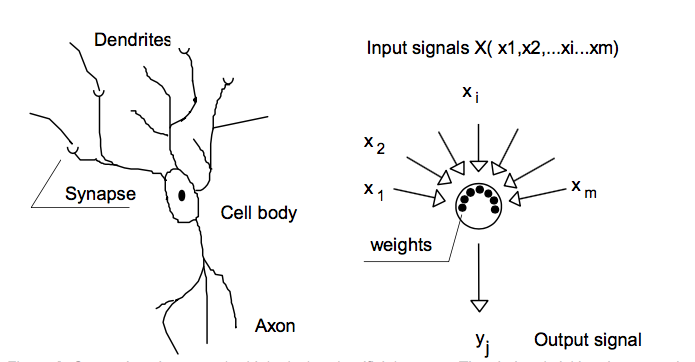 Dendrites
Synapse
Cell body
Axon
Input signals X( x1,x2,...xi...xm)
x i
x 2
x 1
x m
weights
y j
Output signal